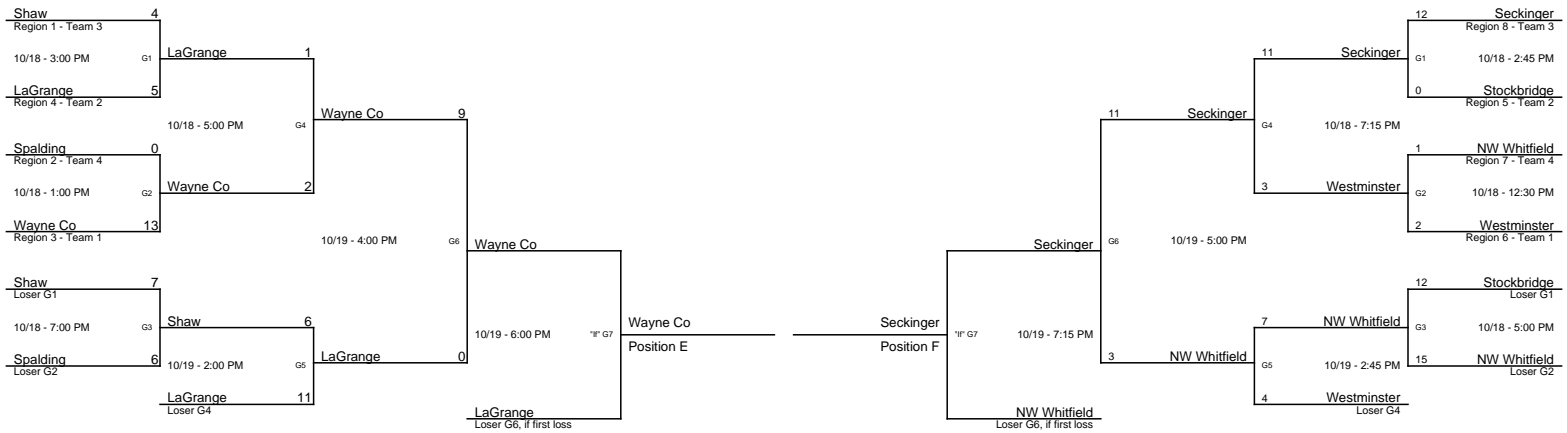 Shaw 4
Region 1 - Team 3
10/18 - 3:00 PM G1
LaGrange 1
LaGrange 5
Region 4 - Team 2
10/18 - 5:00 PM G4
Wayne Co 9
Spalding 0
Region 2 - Team 4
10/18 - 1:00 PM G2
Wayne Co 2
Wayne Co 13
Region 3 - Team 1
10/19 - 4:00 PM G6
Wayne Co
Shaw 7
Loser G1
10/18 - 7:00 PM G3
Shaw 6
Spalding 6
Loser G2
10/19 - 2:00 PM G5
LaGrange 0
LaGrange 11
Loser G4
10/19 - 6:00 PM "If" G7
Wayne Co
Position E
LaGrange
Loser G6, if first loss
12 Seckinger
Region 8 - Team 3
G1 10/18 - 2:45 PM
11 Seckinger
0 Stockbridge
Region 5 - Team 2
G4 10/18 - 7:15 PM
11 Seckinger
1 NW Whitfield
Region 7 - Team 4
G2 10/18 - 12:30 PM
3 Westminster
2 Westminster
Region 6 - Team 1
G6 10/19 - 5:00 PM
Seckinger
12 Stockbridge
Loser G1
G3 10/18 - 5:00 PM
7 NW Whitfield
15 NW Whitfield
Loser G2
G5 10/19 - 2:45 PM
3 NW Whitfield
4 Westminster
Loser G4
"If" G7 10/19 - 7:15 PM
Seckinger
Position F
NW Whitfield
Loser G6, if first loss